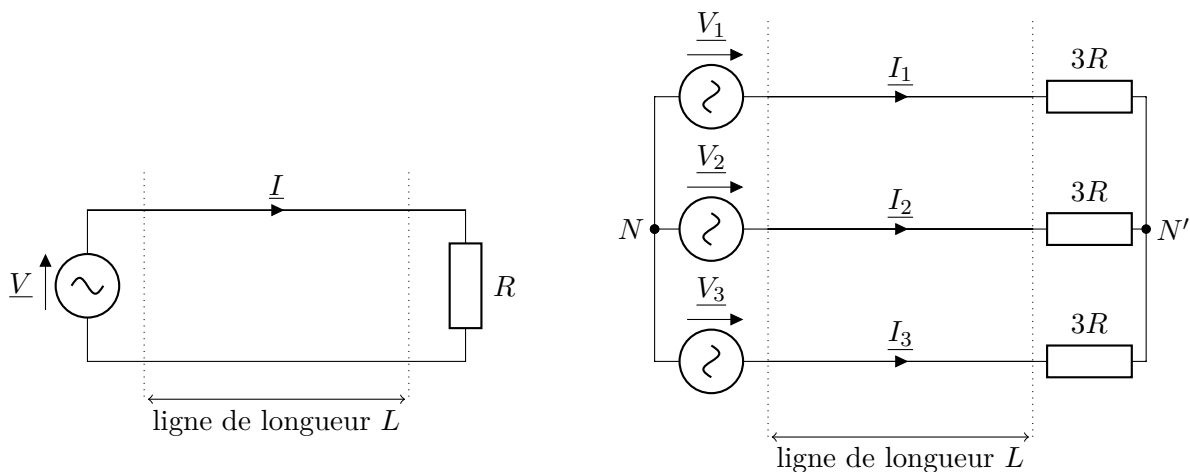 V
I
R
ligne de longueur L
V1
I1
3R
V2
I2
3R
N
N'
V3
I3
3R
ligne de longueur L